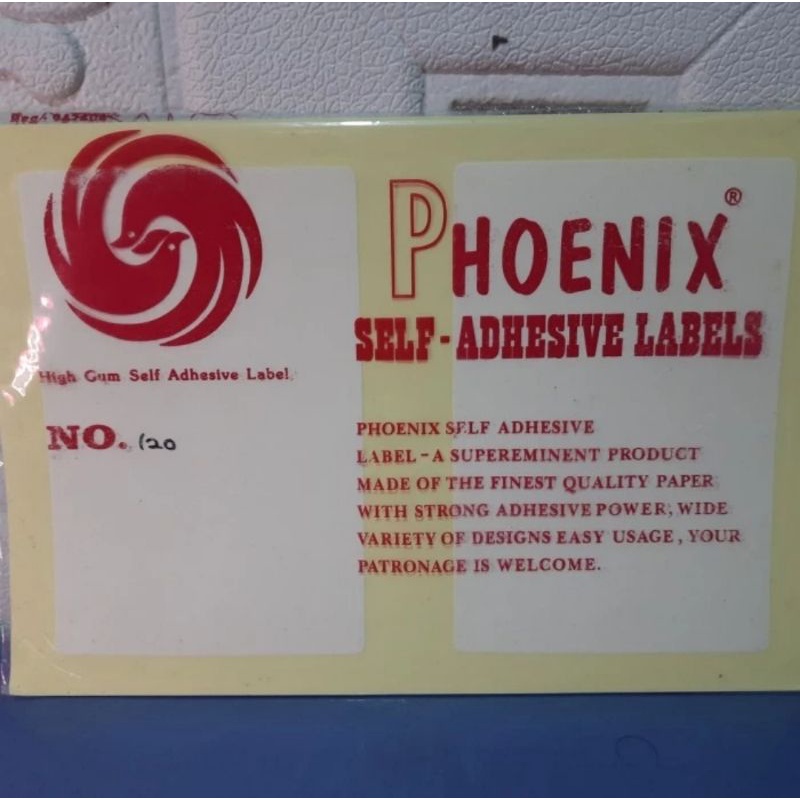 High Gum Self Adhesive Label
NO. 120
PHOENIX ®
SELF-ADHESIVE LABELS
PHOENIX SELF ADHESIVE
LABEL-A SUPEREMINENT PRODUCT
MADE OF THE FINEST QUALITY PAPER
WITH STRONG ADHESIVE POWER, WIDE
VARIETY OF DESIGNS EASY USAGE, YOUR
PATRONAGE IS WELCOME.